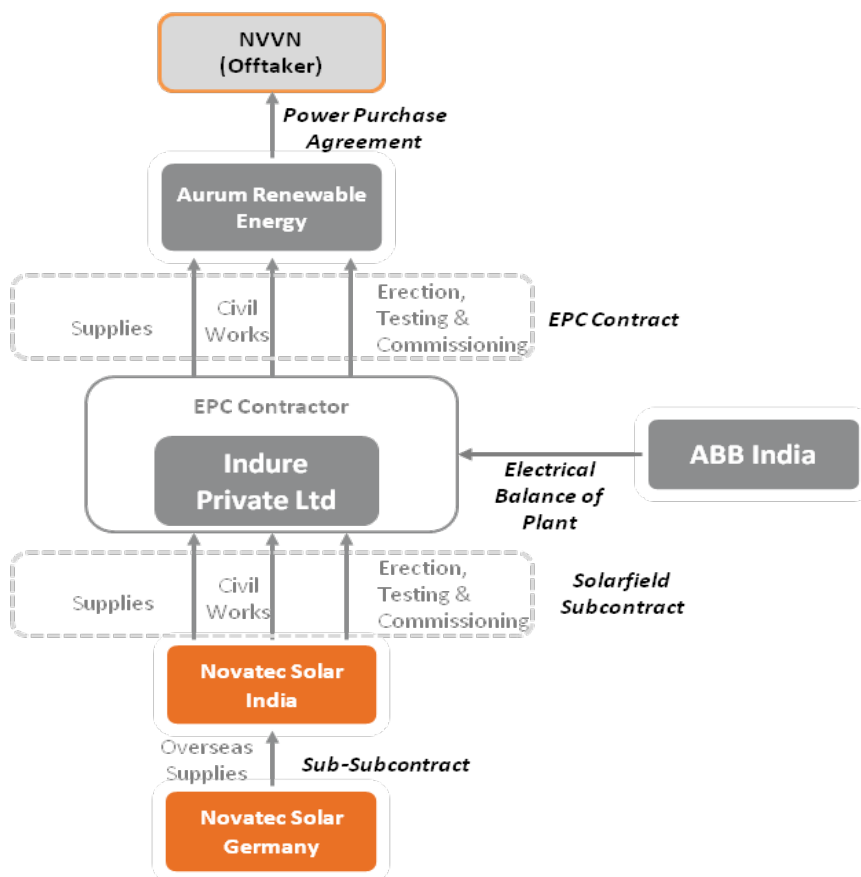 NVVN
(Offtaker)
Power Purchase
Agreement
Aurum Renewable
Energy
Supplies
Civil
Works
Erection,
Testing &
Commissioning
EPC Contract
EPC Contractor
Indure
Private Ltd
ABB India
Electrical
Balance of
Plant
Supplies
Civil
Works
Erection,
Testing &
Commissioning
Solarfield
Subcontract
Novatec Solar
India
Overseas
Supplies
Sub-Subcontract
Novatec Solar
Germany